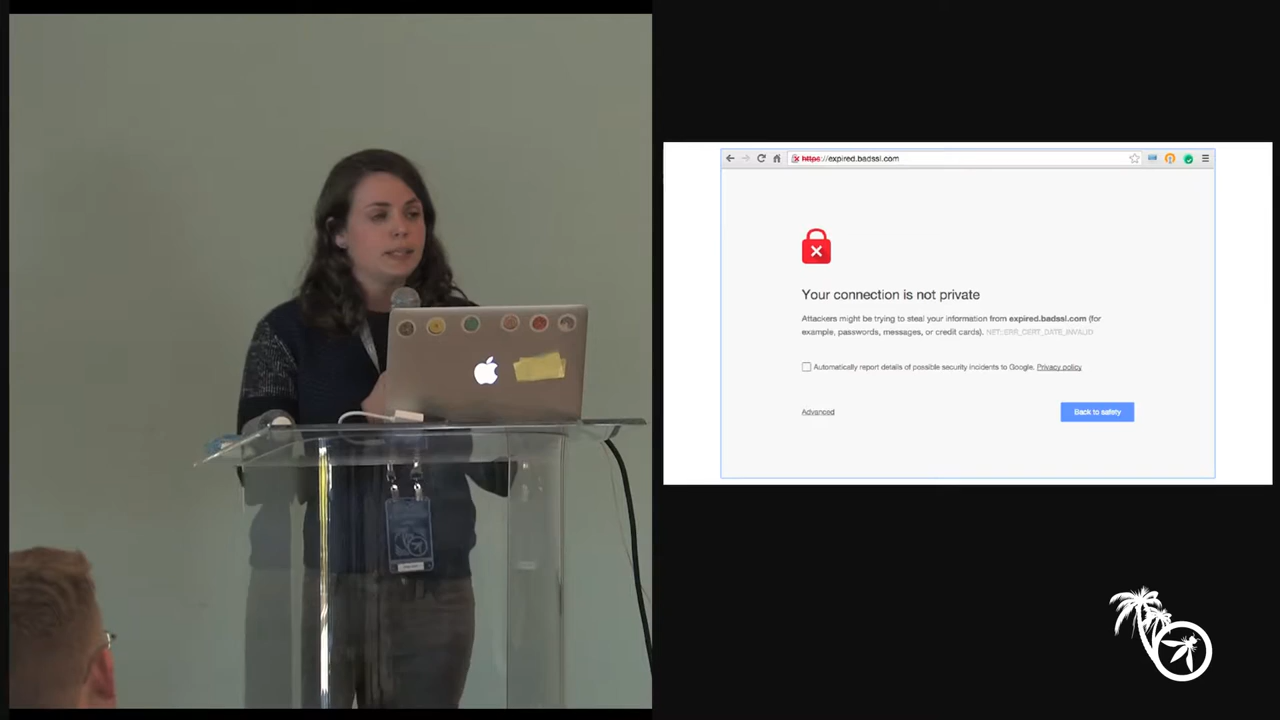 https://expired.badssl.com
Your connection is not private
Attackers might be trying to steal your information from expired.badssl.com (for
example, passwords, messages, or credit cards). NET::ERR_CERT_DATE_INVALID
Automatically report details of possible security incidents to Google. Privacy policy
Advanced
Back to safety